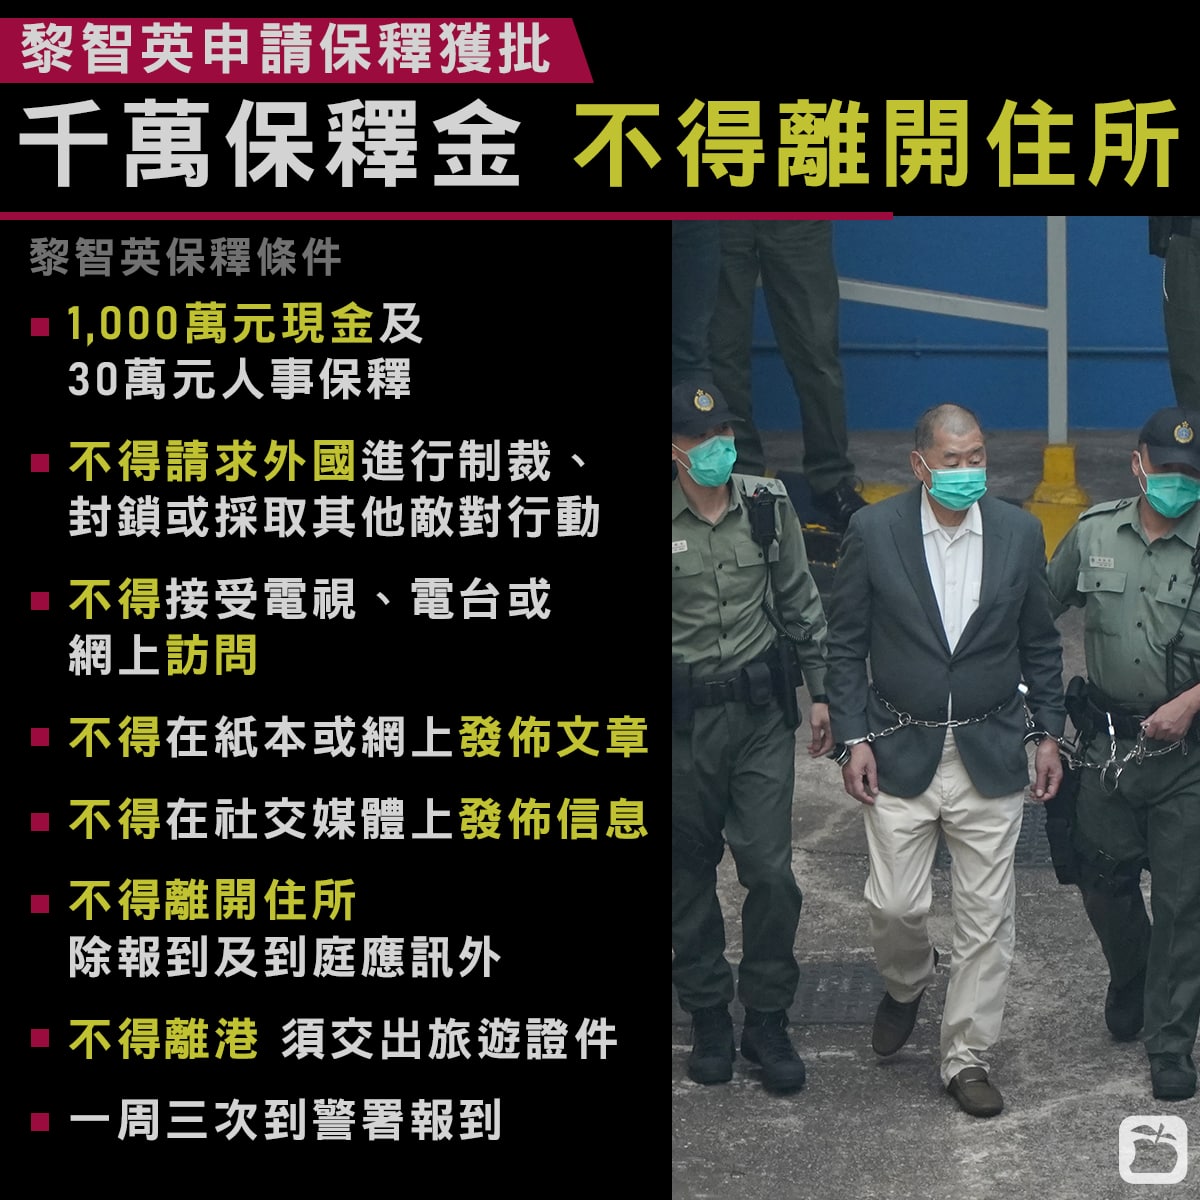 黎智英申請保釋獲批
千萬保釋金 不得離開住所
黎智英保釋條件
1,000萬元現金及
30萬元人事保釋
不得請求外國進行制裁、
封鎖或採取其他敵對行動
不得接受電視、電台或
網上訪問
不得在紙本或網上發佈文章
不得在社交媒體上發佈信息
不得離開住所
除報到及到庭應訊外
不得離港 須交出旅遊證件
一周三次到警署報到